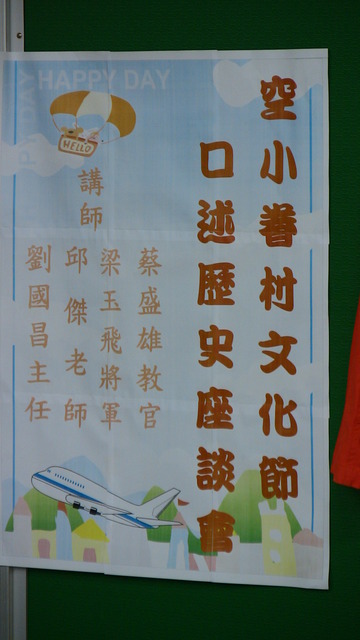 空小眷村文化節
口述歷史座談會
講師
蔡盛雄教官
梁玉飛將軍
邱傑老師
劉國昌主任
HAPPY DAY
HELLO